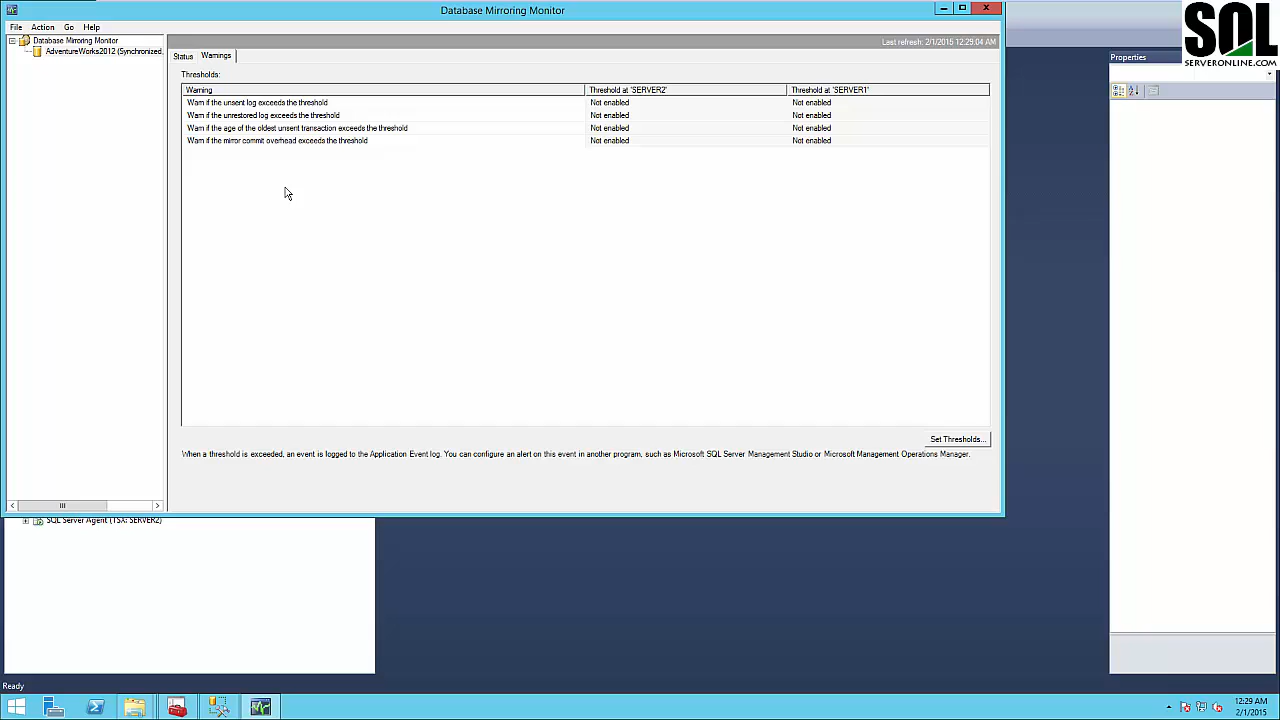 Database Mirroring Monitor
SQL
SERVERONLINE.COM
File Action Go Help
Database Mirroring Monitor
AdventureWorks2012 (Synchronized,
Last refresh: 2/1/2015 12:29:04 AM
Status Warnings
Properties
Thresholds:
Warning Threshold at 'SERVER2' Threshold at 'SERVER1'
Warn if the unsent log exceeds the threshold Not enabled Not enabled
Warn if the unrestored log exceeds the threshold Not enabled Not enabled
Warn if the age of the oldest unsent transaction exceeds the threshold Not enabled Not enabled
Warn if the mirror commit overhead exceeds the threshold Not enabled Not enabled
Set Thresholds...
When a threshold is exceeded, an event is logged to the Application Event log. You can configure an alert on this event in another program, such as Microsoft SQL Server Management Studio or Microsoft Management Operations Manager.
SQL Server Agent (TSX: SERVER2)
Ready
12:29 AM
2/1/2015